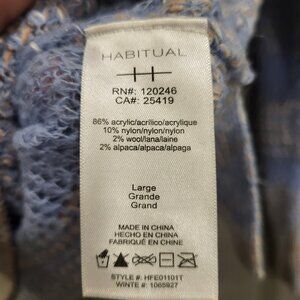 HABITUAL
RN#: 120246
CA#: 25419
86% acrylic/acrílico/acrylique
10% nylon/nylon/nylon
2% wool/lana/laine
2% alpaca/alpaca/alpaga
Large
Grande
Grand
MADE IN CHINA
HECHO EN CHINA
FABRIQUÉ EN CHINE
STYLE #: HFE01101T
WINTE #: 1065927